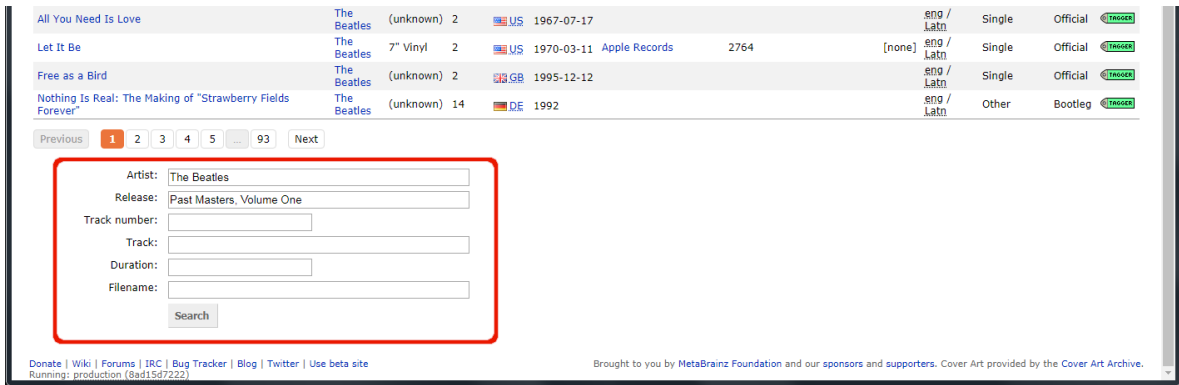 All You Need Is Love The Beatles (unknown) 2 US 1967-07-17 eng / Latn Single Official TAGGER
Let It Be The Beatles 7" Vinyl 2 US 1970-03-11 Apple Records 2764 [none] eng / Latn Single Official TAGGER
Free as a Bird The Beatles (unknown) 2 GB 1995-12-12 eng / Latn Single Official TAGGER
Nothing Is Real: The Making of "Strawberry Fields Forever" The Beatles (unknown) 14 DE 1992 eng / Latn Other Bootleg TAGGER
Previous 1 2 3 4 5 ... 93 Next
Artist: The Beatles
Release: Past Masters, Volume One
Track number:
Track:
Duration:
Filename:
Search
Donate | Wiki | Forums | IRC | Bug Tracker | Blog | Twitter | Use beta site Brought to you by MetaBrainz Foundation and our sponsors and supporters. Cover Art provided by the Cover Art Archive.
Running: production (8ad15d7222)